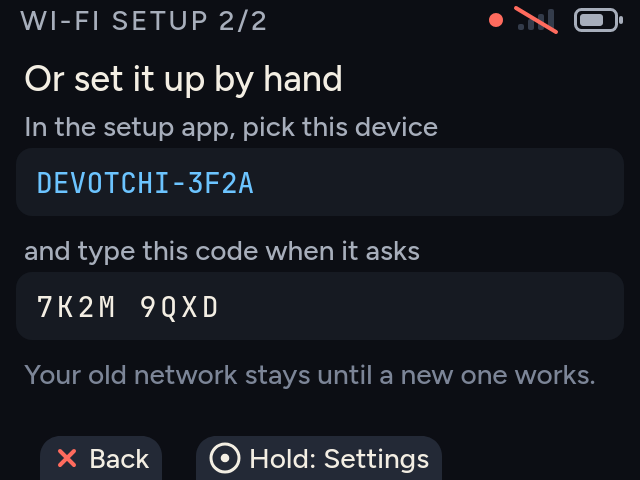 WI-FI SETUP 2/2
Or set it up by hand
In the setup app, pick this device
DEVOTCHI-3F2A
and type this code when it asks
7K2M 9QXD
Your old network stays until a new one works.
Back
Hold: Settings